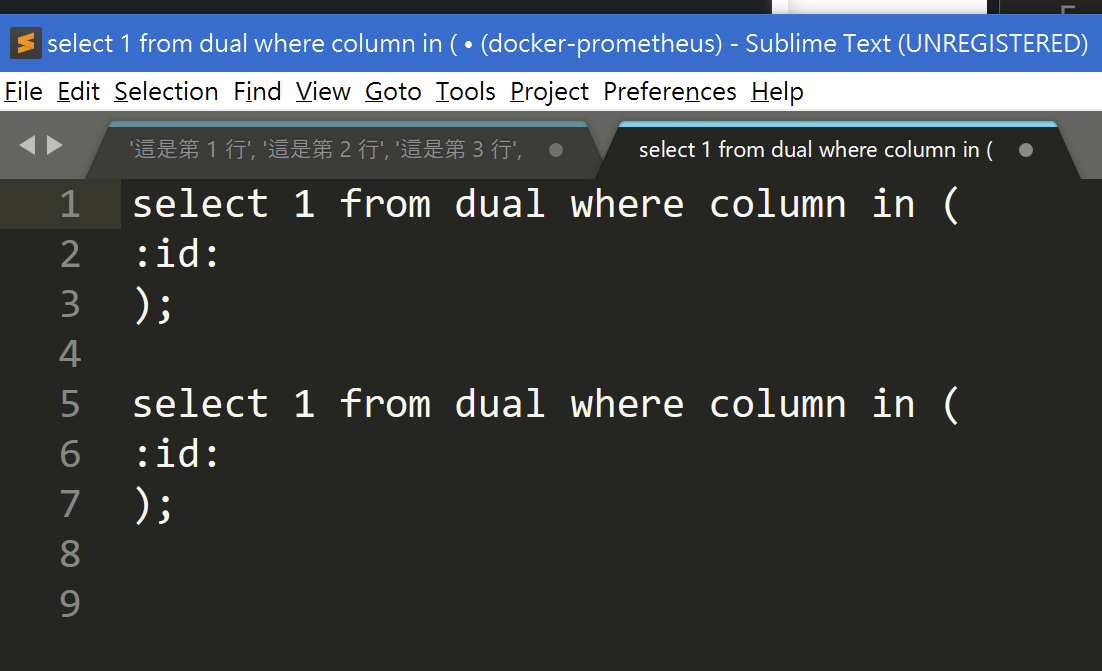 select 1 from dual where column in ( • (docker-prometheus) - Sublime Text (UNREGISTERED)
File Edit Selection Find View Goto Tools Project Preferences Help
'這是第 1 行', '這是第 2 行', '這是第 3 行',
select 1 from dual where column in (
1 select 1 from dual where column in (
2 :id:
3 );
4
5 select 1 from dual where column in (
6 :id:
7 );
8
9